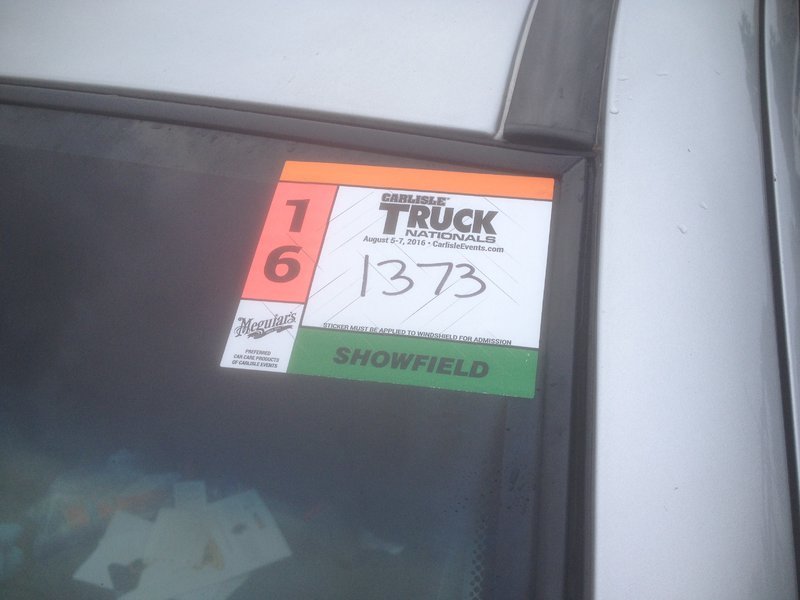 1
6
CARLISLE
TRUCK
NATIONALS
August 5-7, 2016 • CarlisleEvents.com
1373
STICKER MUST BE APPLIED TO WINDSHIELD FOR ADMISSION
Meguiar's
PREFERRED
CAR CARE PRODUCTS
OF CARLISLE EVENTS
SHOWFIELD